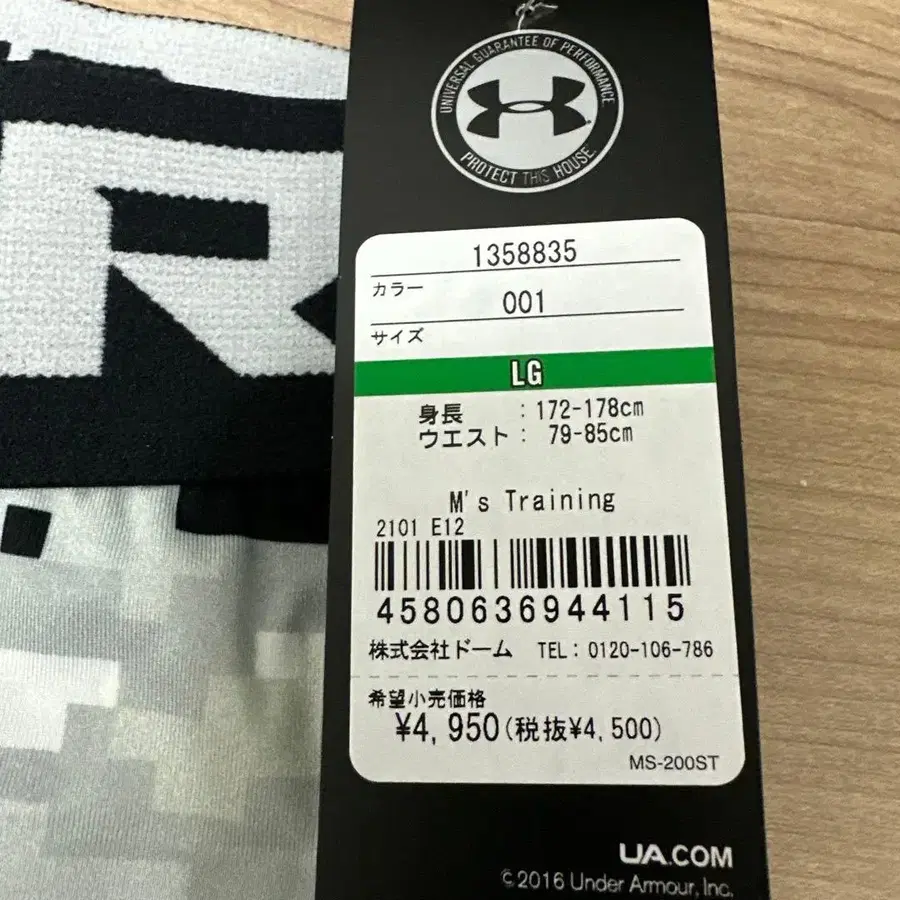 UNIVERSAL GUARANTEE OF PERFORMANCE.
PROTECT THIS HOUSE.
1358835
カラー
001
サイズ
LG
身長 : 172-178cm
ウエスト : 79-85cm
M's Training
2101 E12
4580636944115
株式会社ドーム TEL: 0120-106-786
希望小売価格
¥4,950(税抜¥4,500)
MS-200ST
UA.COM
©2016 Under Armour, Inc.
R